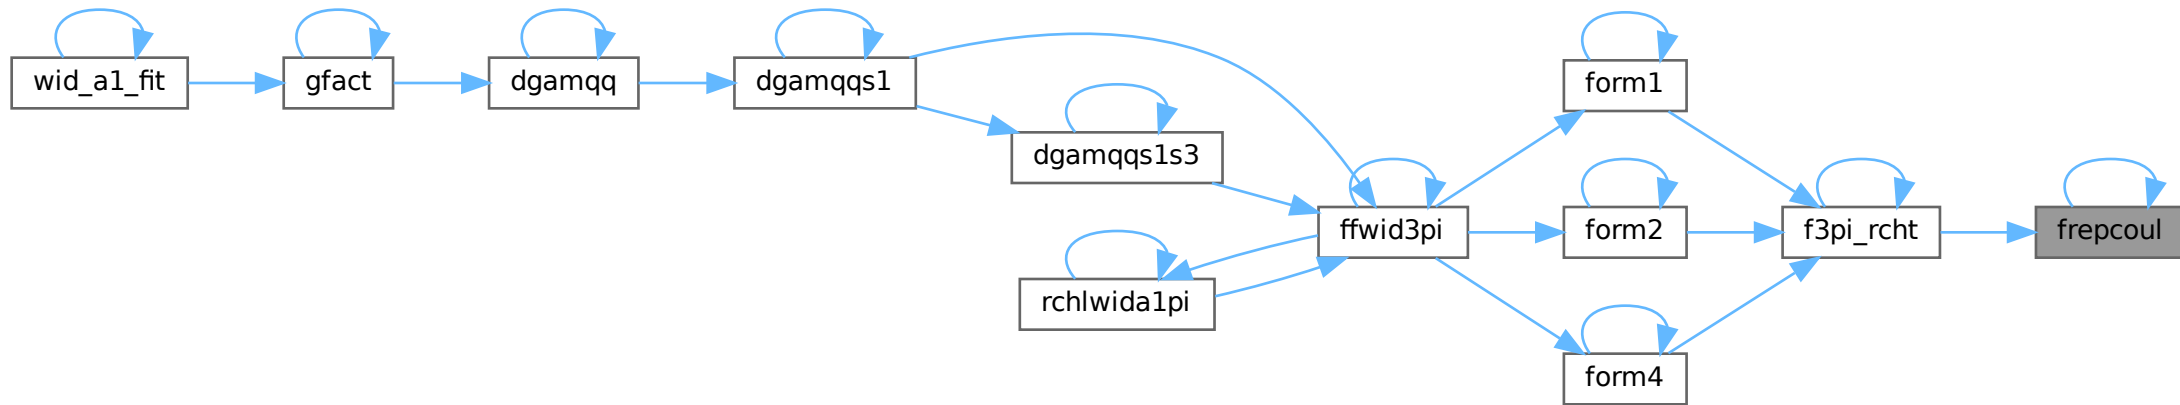 wid_a1_fit
gfact
dgamqq
dgamqqs1
dgamqqs1s3
rchlwida1pi
ffwid3pi
form1
form2
form4
f3pi_rcht
frepcoul